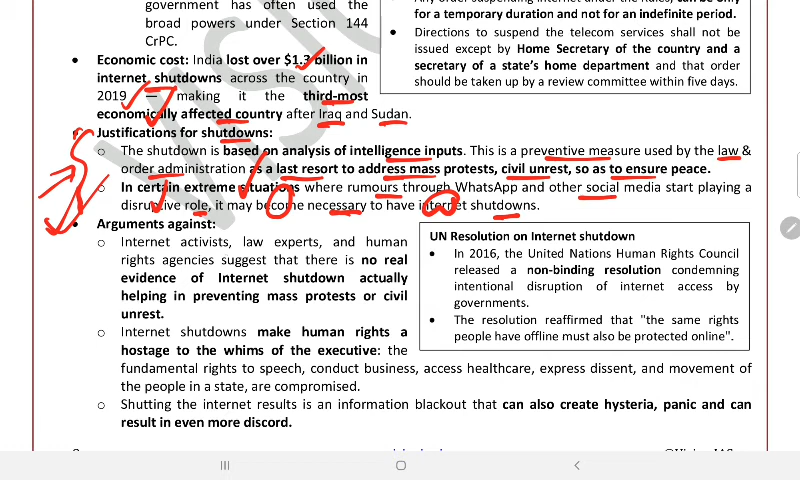 government has often used the
broad powers under Section 144
CrPC.
• Economic cost: India lost over $1.3 billion in
internet shutdowns across the country in
2019 — making it the third-most
economically affected country after Iraq and Sudan.
for a temporary duration and not for an indefinite period.
• Directions to suspend the telecom services shall not
be issued except by Home Secretary of the country and a
secretary of a state's home department and that order
should be taken up by a review committee within five days.
• Justifications for shutdowns:
o The shutdown is based on analysis of intelligence inputs. This is a preventive measure used by the law &
order administration as a last resort to address mass protests, civil unrest, so as to ensure peace.
o In certain extreme situations where rumours through WhatsApp and other social media start playing a
disruptive role, it may become necessary to have internet shutdowns.
• Arguments against:
o Internet activists, law experts, and human
rights agencies suggest that there is no real
evidence of Internet shutdown actually
helping in preventing mass protests or civil
unrest.
o Internet shutdowns make human rights a
hostage to the whims of the executive: the
fundamental rights to speech, conduct business, access healthcare, express dissent, and movement of
the people in a state, are compromised.
o Shutting the internet results is an information blackout that can also create hysteria, panic and can
result in even more discord.
UN Resolution on Internet shutdown
• In 2016, the United Nations Human Rights Council
released a non-binding resolution condemning
intentional disruption of internet access by
governments.
• The resolution reaffirmed that "the same rights
people have offline must also be protected online".